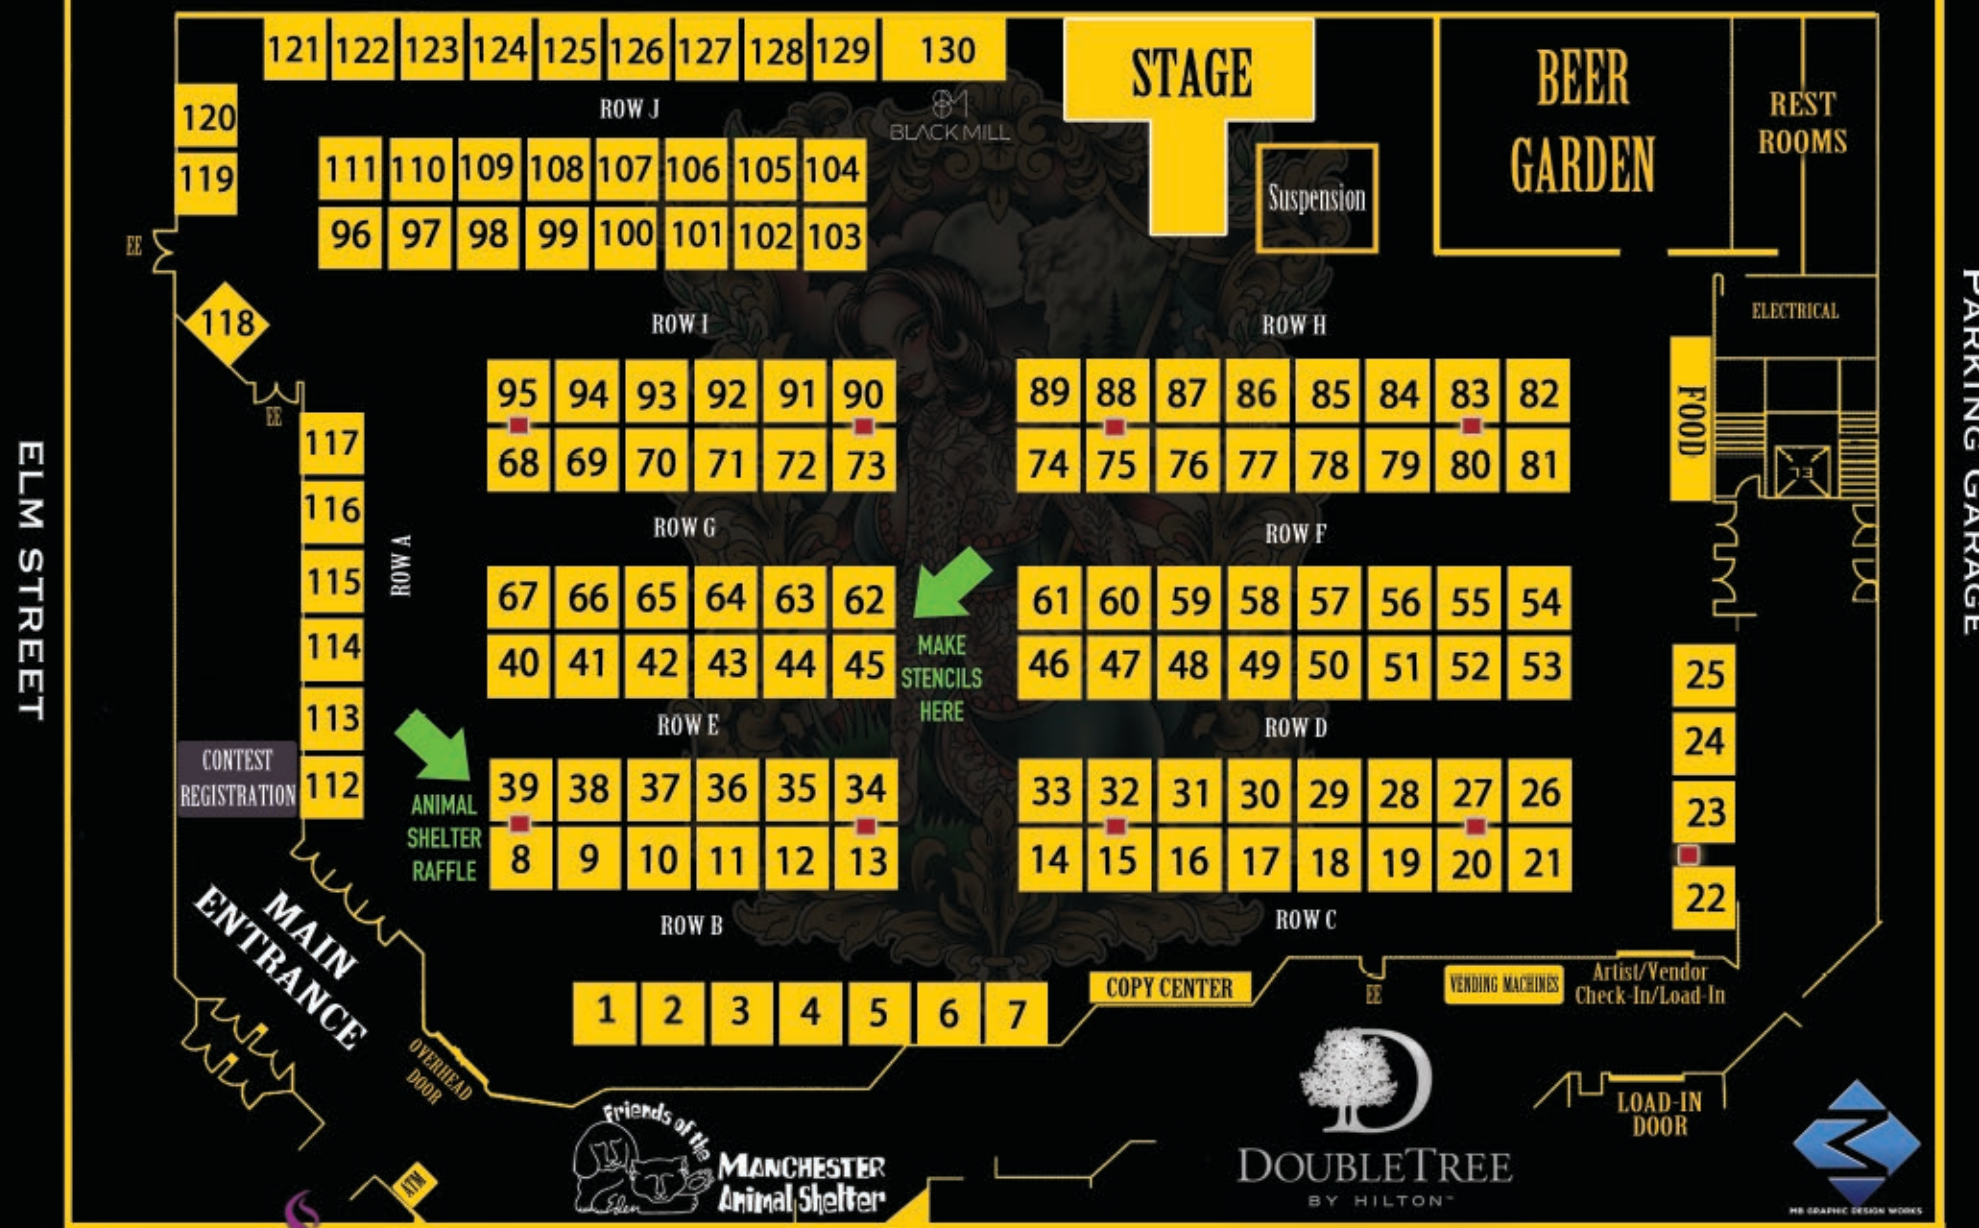 121 122 123 124 125 126 127 128 129 130
STAGE
BEER
GARDEN
REST
ROOMS
120
ROW J
BLACK MILL
119
111 110 109 108 107 106 105 104
96 97 98 99 100 101 102 103
Suspension
EE
118
ROW I
ROW H
ELECTRICAL
EE
95 94 93 92 91 90
89 88 87 86 85 84 83 82
68 69 70 71 72 73
74 75 76 77 78 79 80 81
FOOD
EL
117
116
115
114
113
112
ROW A
ROW G
ROW F
67 66 65 64 63 62
61 60 59 58 57 56 55 54
40 41 42 43 44 45
46 47 48 49 50 51 52 53
MAKE
STENCILS
HERE
25
24
23
22
ROW E
ROW D
CONTEST
REGISTRATION
ANIMAL
SHELTER
RAFFLE
39 38 37 36 35 34
33 32 31 30 29 28 27 26
8 9 10 11 12 13
14 15 16 17 18 19 20 21
ROW B
ROW C
MAIN
ENTRANCE
1 2 3 4 5 6 7
COPY CENTER
EE
VENDING MACHINES
Artist/Vendor
Check-In/Load-In
OVERHEAD
DOOR
LOAD-IN
DOOR
ATM
Friends of the
MANCHESTER
Animal Shelter
Eden
DOUBLETREE
BY HILTON™
MB GRAPHIC DESIGN WORKS
ELM STREET
PARKING GARAGE